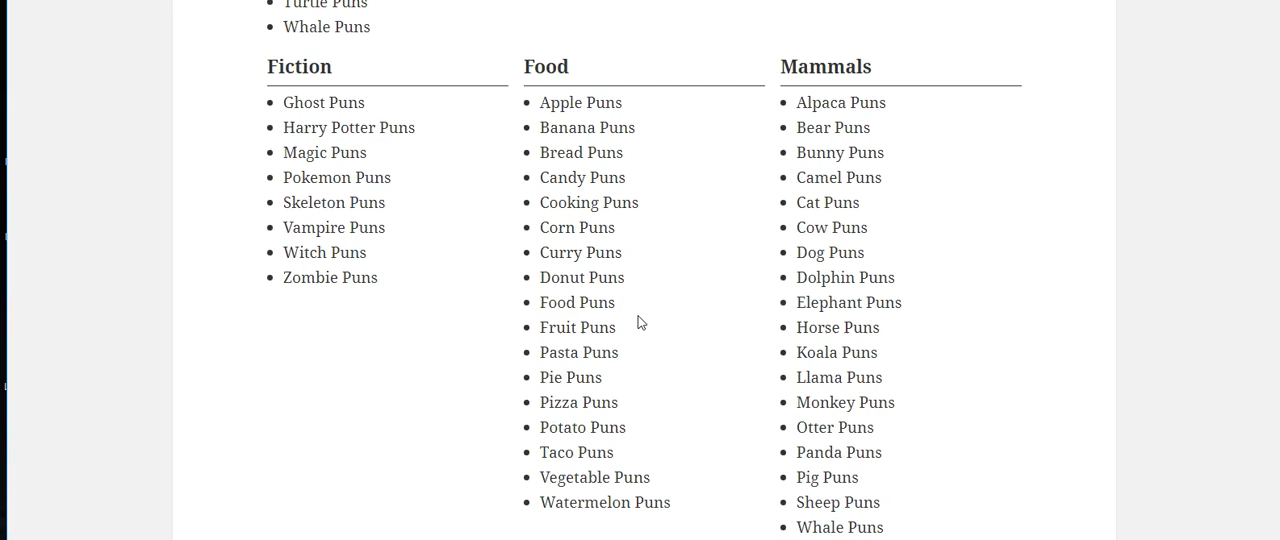 Turtle Puns
Whale Puns
Fiction
Ghost Puns
Harry Potter Puns
Magic Puns
Pokemon Puns
Skeleton Puns
Vampire Puns
Witch Puns
Zombie Puns
Food
Apple Puns
Banana Puns
Bread Puns
Candy Puns
Cooking Puns
Corn Puns
Curry Puns
Donut Puns
Food Puns
Fruit Puns
Pasta Puns
Pie Puns
Pizza Puns
Potato Puns
Taco Puns
Vegetable Puns
Watermelon Puns
Mammals
Alpaca Puns
Bear Puns
Bunny Puns
Camel Puns
Cat Puns
Cow Puns
Dog Puns
Dolphin Puns
Elephant Puns
Horse Puns
Koala Puns
Llama Puns
Monkey Puns
Otter Puns
Panda Puns
Pig Puns
Sheep Puns
Whale Puns